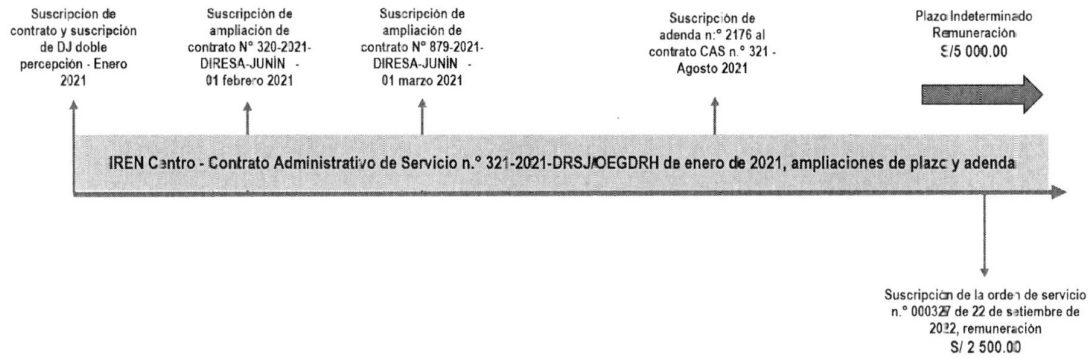 Suscripción de
contrato y suscripción
de DJ doble
percepción - Enero
2021
Suscripción de
ampliación de
contrato N° 320-2021-
DIRESA-JUNÍN -
01 febrero 2021
Suscripción de
ampliación de
contrato N° 879-2021-
DIRESA-JUNÍN -
01 marzo 2021
Suscripción de
adenda n.° 2176 al
contrato CAS n.° 321 -
Agosto 2021
Plazo Indeterminado
Remuneración
S/5 000.00
IREN Centro - Contrato Administrativo de Servicio n.° 321-2021-DRSJ/OEGDRH de enero de 2021, ampliaciones de plazo y adenda
Suscripción de la orden de servicio
n.° 000327 de 22 de setiembre de
2022, remuneración
S/ 2 500.00